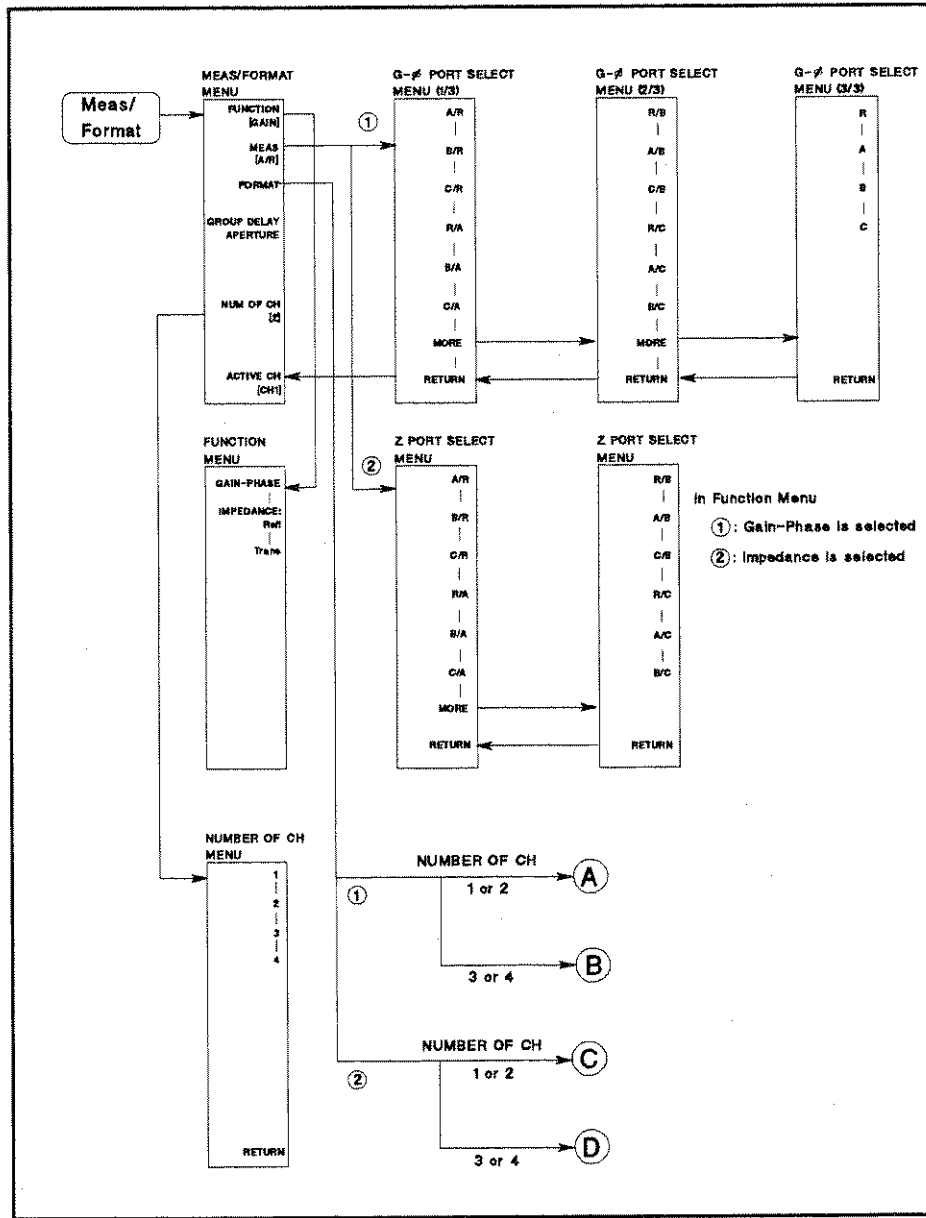 Meas/
Format
MEAS/FORMAT
MENU
FUNCTION
[GAIN]
MEAS
[A/R]
FORMAT
GROUP DELAY
APERTURE
NUM OF CH
[2]
ACTIVE CH
[CH1]
①
G-ø PORT SELECT
MENU (1/3)
A/R
B/R
C/R
R/A
B/A
C/A
MORE
RETURN
G-ø PORT SELECT
MENU (2/3)
R/B
A/B
C/B
R/C
A/C
B/C
MORE
RETURN
G-ø PORT SELECT
MENU (3/3)
R
A
B
C
RETURN
FUNCTION
MENU
GAIN-PHASE
IMPEDANCE:
Refl
Trans
②
Z PORT SELECT
MENU
A/R
B/R
C/R
R/A
B/A
C/A
MORE
RETURN
Z PORT SELECT
MENU
R/B
A/B
C/B
R/C
A/C
B/C
RETURN
In Function Menu
①: Gain-Phase is selected
②: Impedance is selected
NUMBER OF CH
MENU
1
2
3
4
RETURN
①
NUMBER OF CH
1 or 2
A
3 or 4
B
②
NUMBER OF CH
1 or 2
C
3 or 4
D